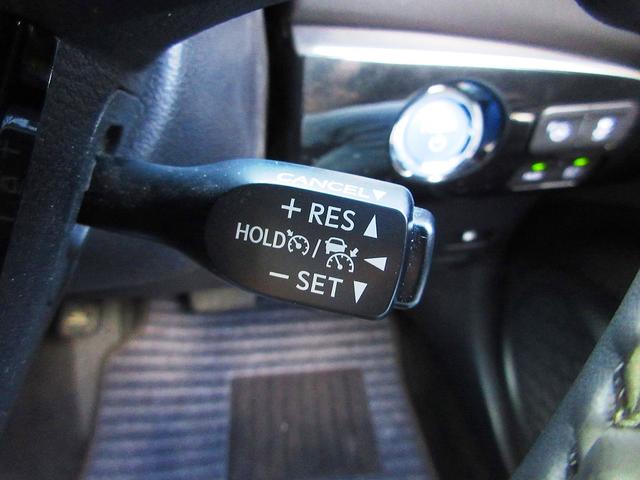 CANCEL▼
+ RES ▲
HOLD / ◀
− SET ▼